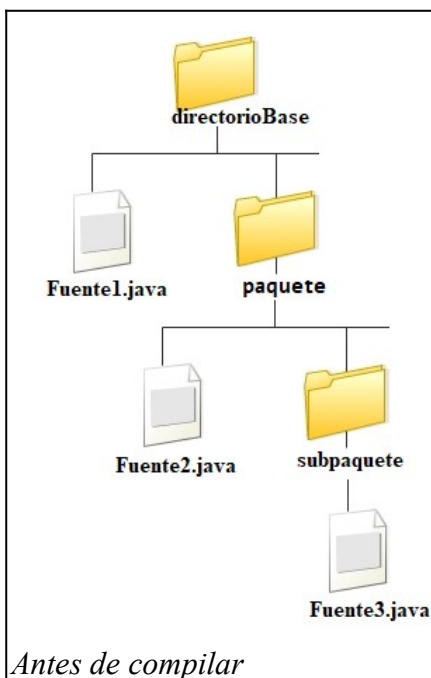 directorioBase
Fuente1.java
paquete
Fuente2.java
subpaquete
Fuente3.java
Antes de compilar